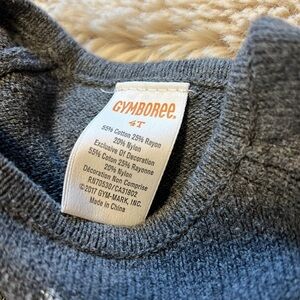 GYMBOREE.
4T
55% Cotton 25% Rayon
20% Nylon
Exclusive Of Decoration
55% Coton 25% Rayonne
20% Nylon
Décoration Non Comprise
RN70530/CA31802
©2017 GYM-MARK, INC.
Made in China